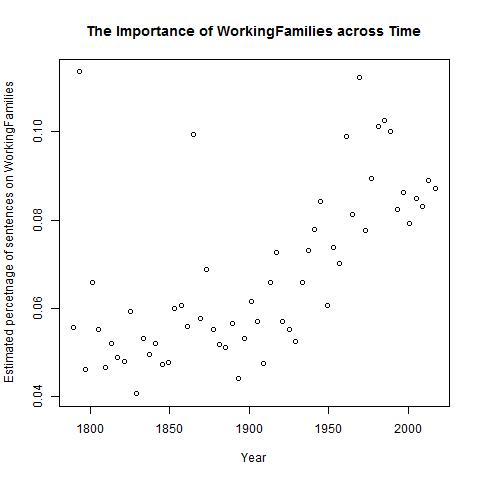 The Importance of WorkingFamilies across Time
Estimated percetnage of sentences on WorkingFamilies
0.10
0.08
0.06
0.04
1800 1850 1900 1950 2000
Year